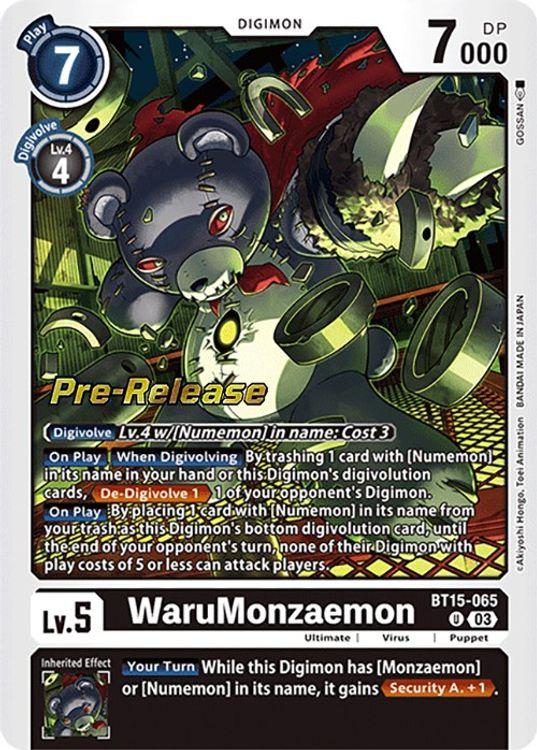 DIGIMON
Play
7
7000
DP
Digivolve
Lv.4
4
GOSSAN
©Akiyoshi Hongo, Toei Animation BANDAI MADE IN JAPAN
Pre-Release
Digivolve Lv.4 w/[Numemon] in name: Cost 3
On Play When Digivolving By trashing 1 card with [Numemon]
in its name in your hand or this Digimon's digivolution
cards, De-Digivolve 1 1 of your opponent's Digimon.
On Play By placing 1 card with [Numemon] in its name from
your trash as this Digimon's bottom digivolution card, until
the end of your opponent's turn, none of their Digimon with
play costs of 5 or less can attack players.
Lv.5
WaruMonzaemon
BT15-065
U 03
Ultimate | Virus | Puppet
Inherited Effect
Your Turn While this Digimon has [Monzaemon]
or [Numemon] in its name, it gains Security A. +1.